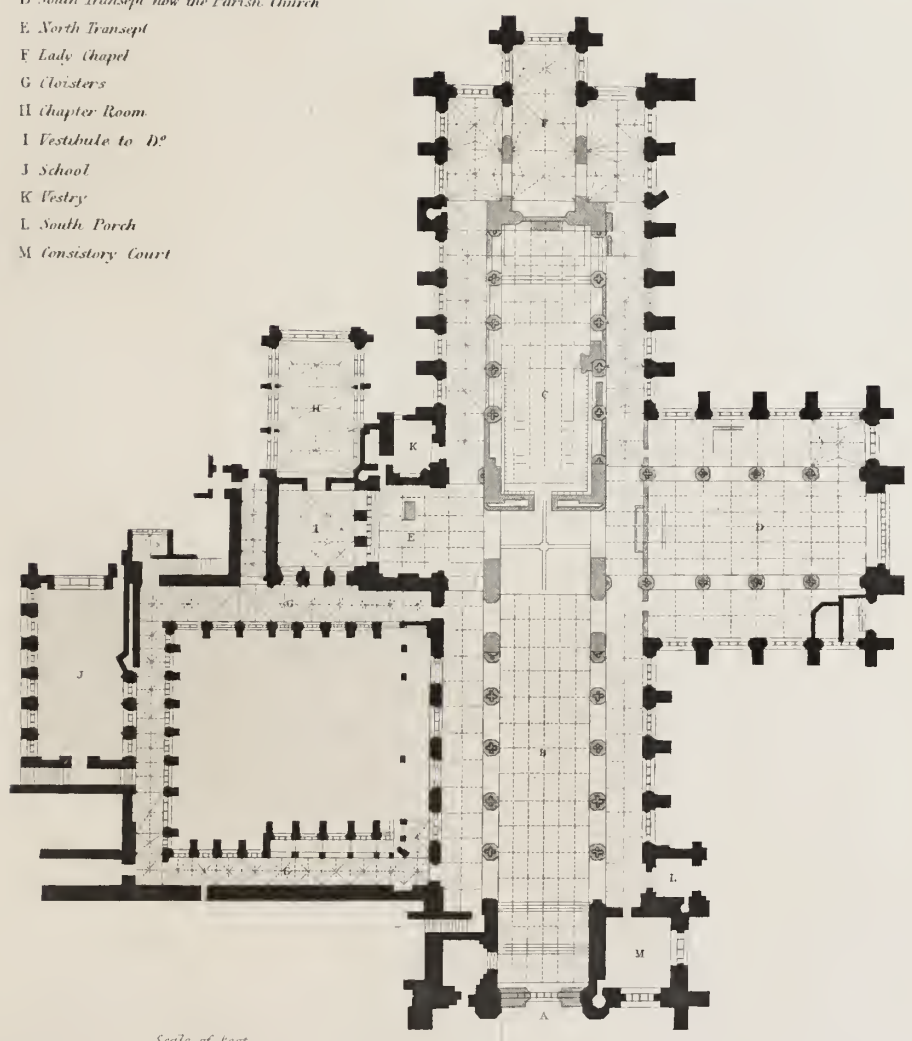 D South Transept now the Parish Church
E North Transept
F Lady Chapel
G Cloisters
H Chapter Room
I Vestibule to Do.
J School
K Vestry
L South Porch
M Consistory Court
F
C
H
K
I
E
D
G
J
B
G
L
M
A
Scale of Feet